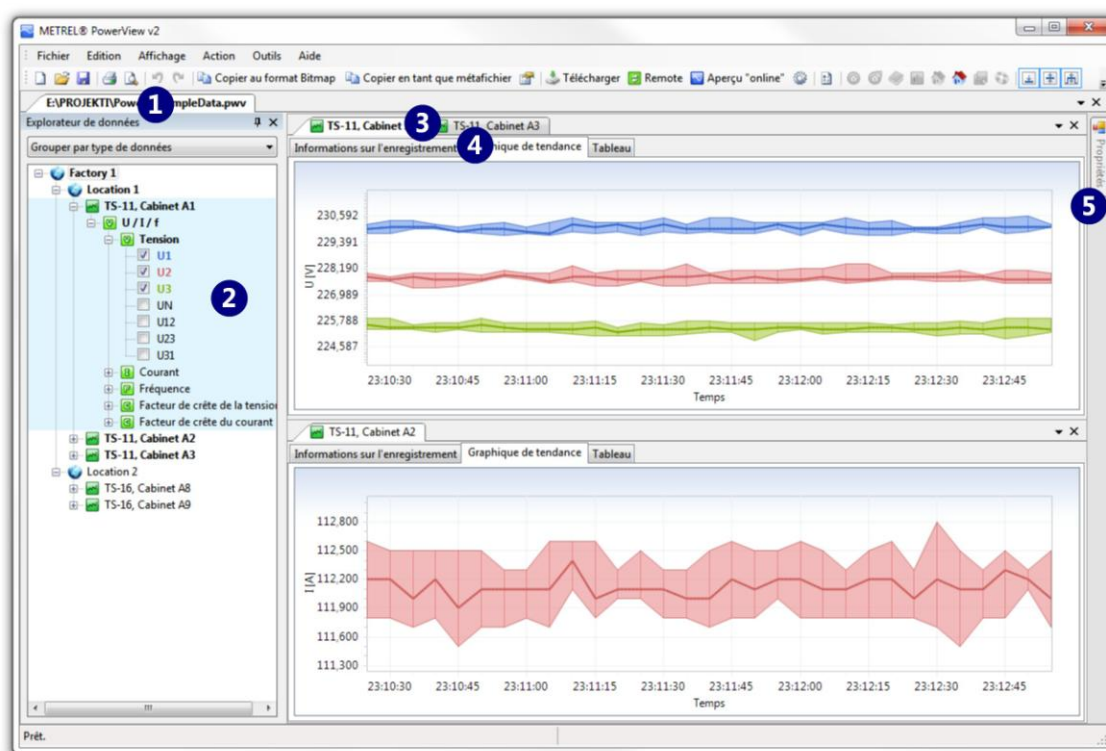 METREL® PowerView v2
Fichier Edition Affichage Action Outils Aide
Copier au format Bitmap Copier en tant que métafichier Télécharger Remote Aperçu "online"
E:\PROJEKTI\Powe 1 mpleData.pwv
Explorateur de données
Grouper par type de données
Factory 1
Location 1
TS-11, Cabinet A1
U / I / f
Tension
U1
U2
U3
UN
U12
U23
U31
2
Courant
Fréquence
Facteur de crête de la tension
Facteur de crête du courant
TS-11, Cabinet A2
TS-11, Cabinet A3
Location 2
TS-16, Cabinet A8
TS-16, Cabinet A9
TS-11, Cabinet 3 TS-11, Cabinet A3
Informations sur l'enregistrement 4 hique de tendance Tableau
Propriétés
5
U [V]
230,592
229,391
228,190
226,989
225,788
224,587
23:10:30 23:10:45 23:11:00 23:11:15 23:11:30 23:11:45 23:12:00 23:12:15 23:12:30 23:12:45
Temps
TS-11, Cabinet A2
Informations sur l'enregistrement Graphique de tendance Tableau
I [A]
112,800
112,500
112,200
111,900
111,600
111,300
23:10:30 23:10:45 23:11:00 23:11:15 23:11:30 23:11:45 23:12:00 23:12:15 23:12:30 23:12:45
Temps
Prêt.